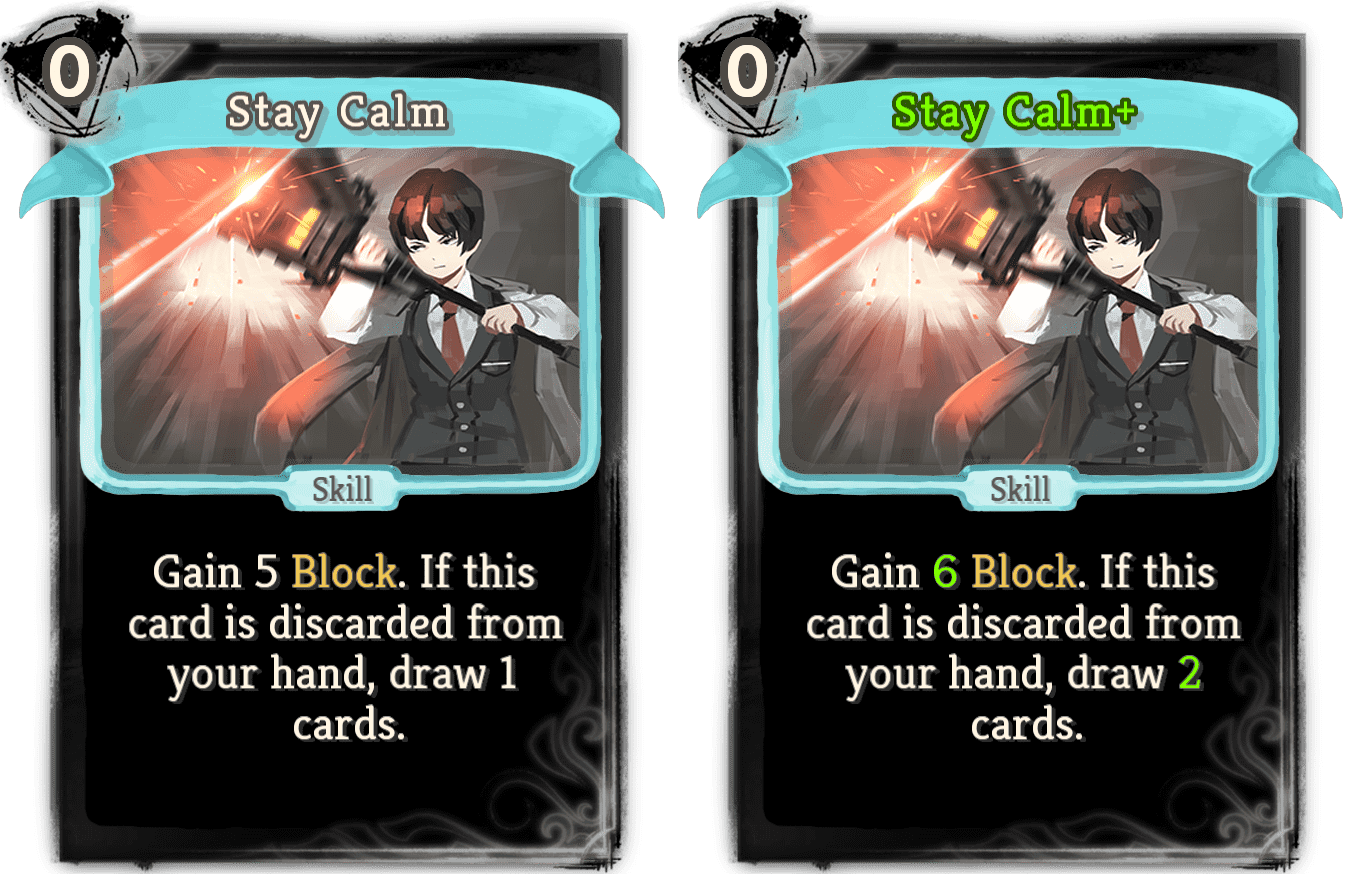 0
Stay Calm
Skill
Gain 5 Block. If this
card is discarded from
your hand, draw 1
cards.
0
Stay Calm+
Skill
Gain 6 Block. If this
card is discarded from
your hand, draw 2
cards.